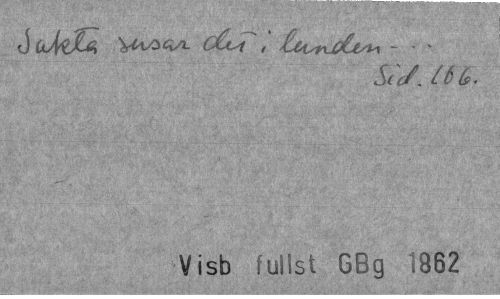 Sakta susar det i lunden - . . .
Sid. 166.
Visb fullst GBg 1862